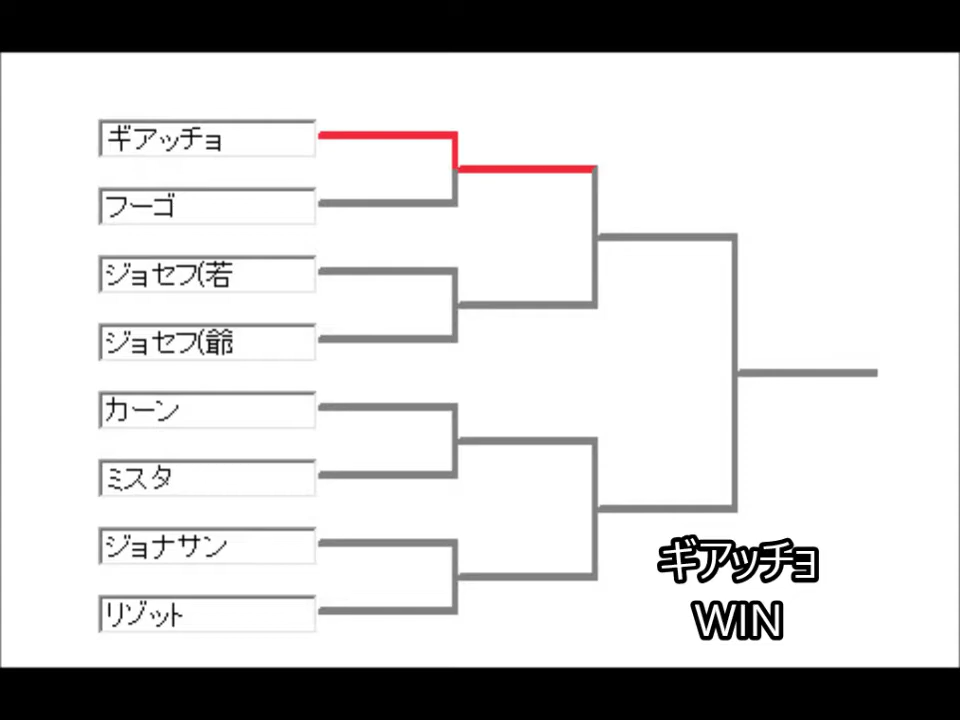 ギアッチョ
フーゴ
ジョセフ(若
ジョセフ(爺
カーン
ミスタ
ジョナサン
リゾット
ギアッチョ
WIN